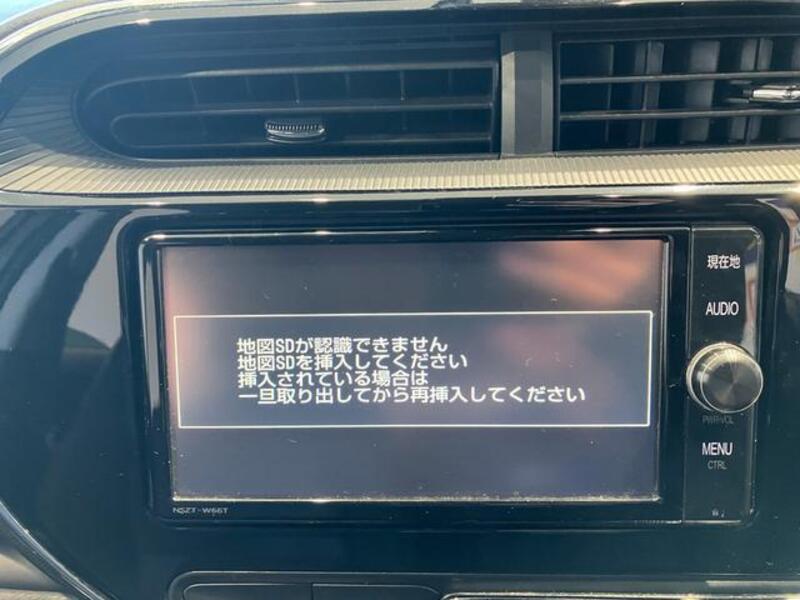 地図SDが認識できません
地図SDを挿入してください
挿入されている場合は
一旦取り出してから再挿入してください
現在地
AUDIO
PWR・VOL
MENU
CTRL
NSZT-W66T